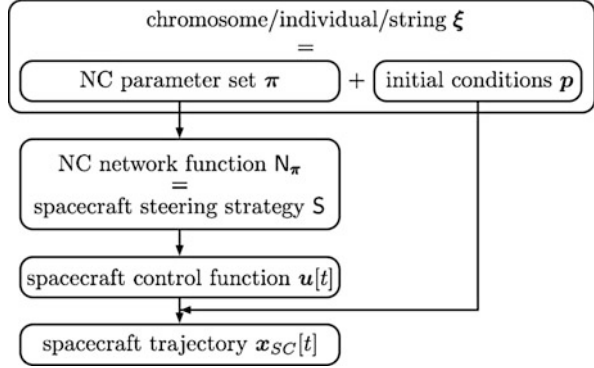 chromosome/individual/string ξ
=
NC parameter set π + initial conditions p
NC network function N_π
=
spacecraft steering strategy S
spacecraft control function u[t]
spacecraft trajectory x_SC[t]